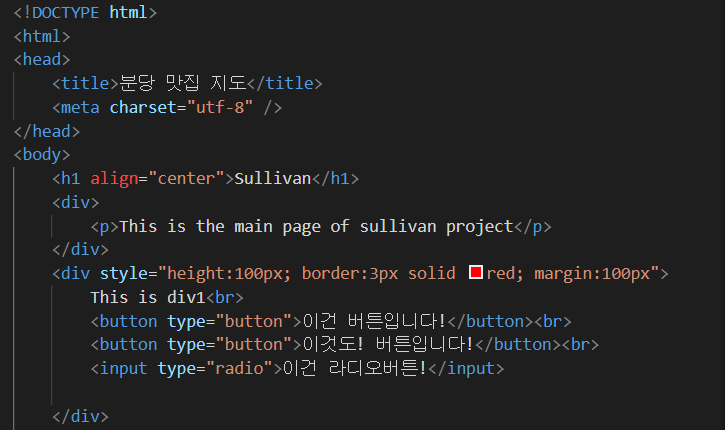 <!DOCTYPE html>
<html>
<head>
    <title>분당 맛집 지도</title>
    <meta charset="utf-8" />
</head>
<body>
    <h1 align="center">Sullivan</h1>
    <div>
        <p>This is the main page of sullivan project</p>
    </div>
    <div style="height:100px; border:3px solid red; margin:100px">
        This is div1<br>
        <button type="button">이건 버튼입니다!</button><br>
        <button type="button">이것도! 버튼입니다!</button><br>
        <input type="radio">이건 라디오버튼!</input>
    </div>